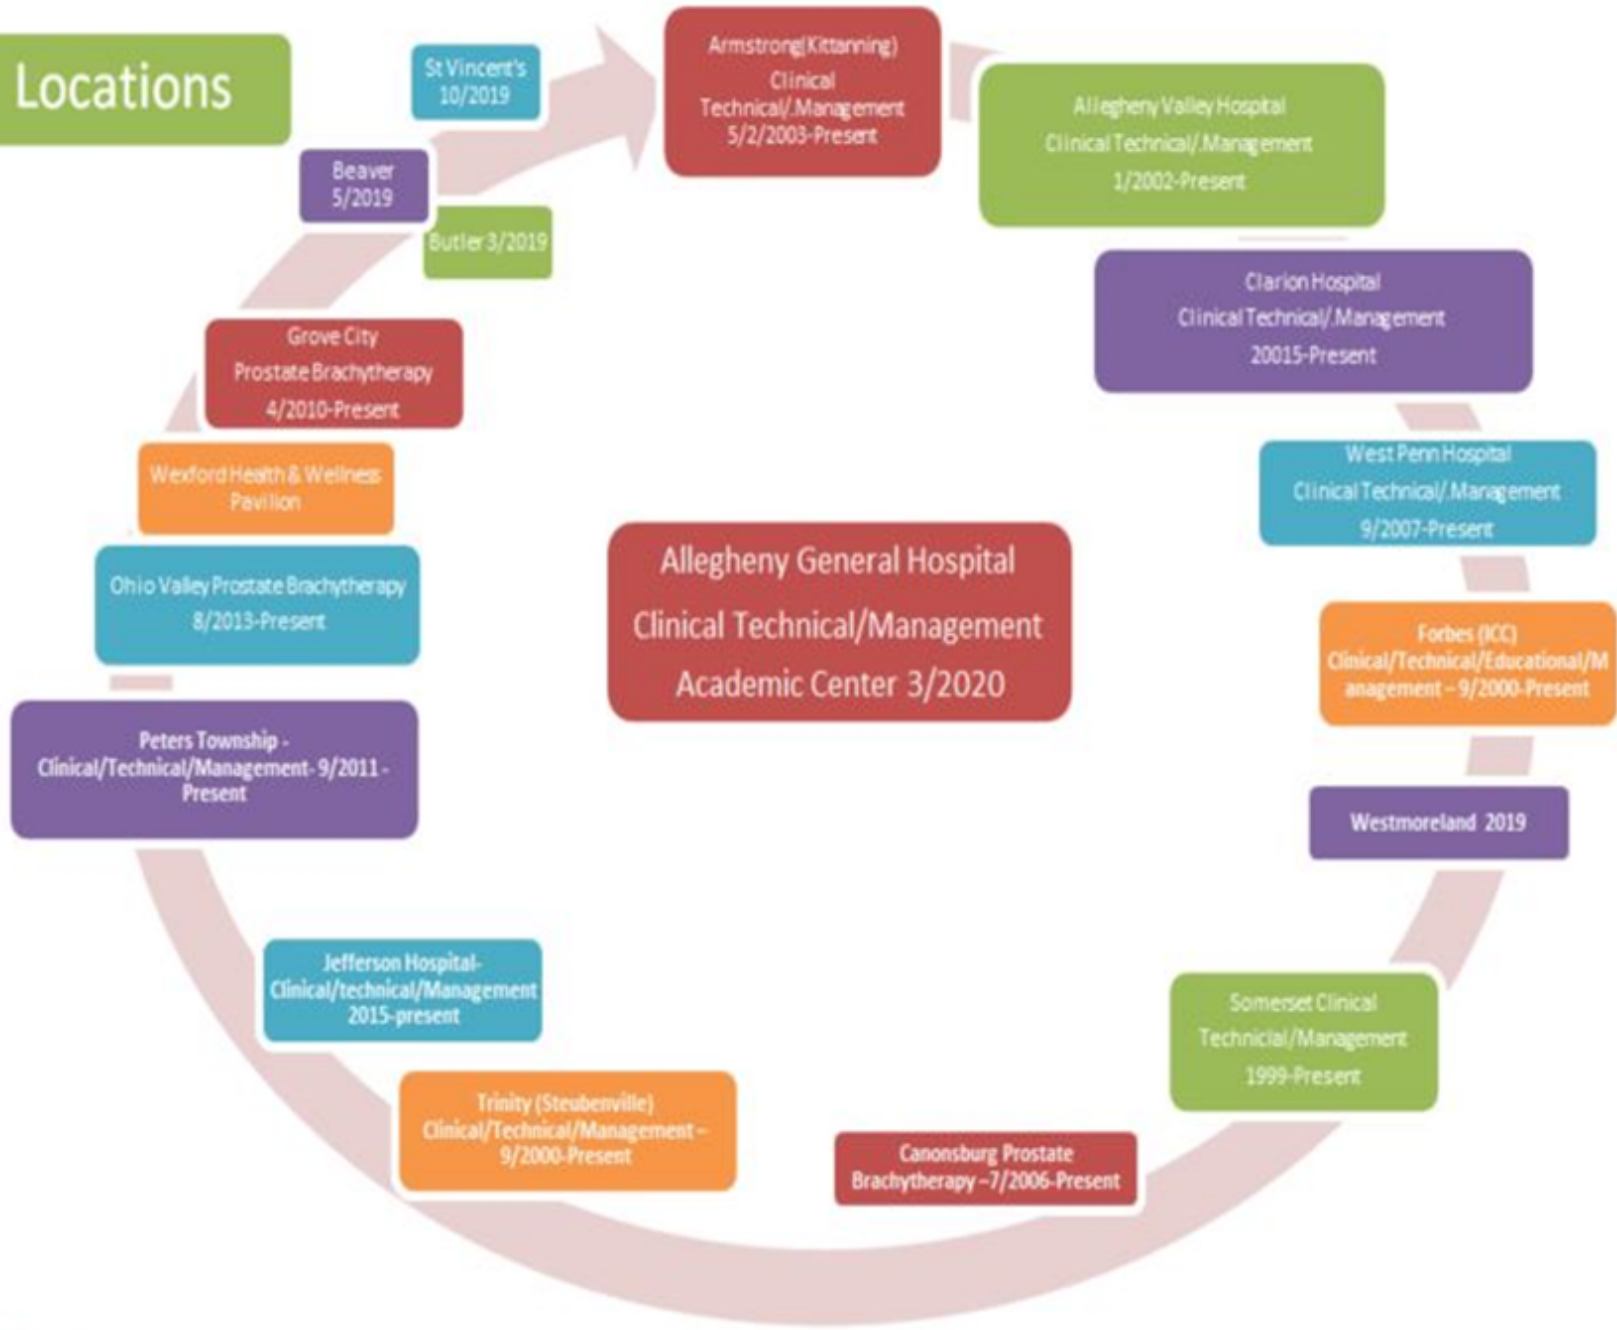 Locations
St Vincent's
10/2019
Beaver
5/2019
Butler 3/2019
Armstrong(Kittanning)
Clinical
Technical/.Management
5/2/2003-Present
Allegheny Valley Hospital
Clinical Technical/.Management
1/2002-Present
Clarion Hospital
Clinical Technical/.Management
20015-Present
West Penn Hospital
Clinical Technical/.Management
9/2007-Present
Forbes (ICC)
Clinical/Technical/Educational/M
anagement – 9/2000-Present
Westmoreland 2019
Somerset Clinical
Techniclal/Management
1999-Present
Canonsburg Prostate
Brachytherapy –7/2006-Present
Trinity (Steubenville)
Clinical/Technical/Management –
9/2000-Present
Jefferson Hospital-
Clinical/technical/Management
2015-present
Peters Township -
Clinical/Technical/Management- 9/2011 -
Present
Ohio Valley Prostate Brachytherapy
8/2013-Present
Wexford Health & Wellness
Pavilion
Grove City
Prostate Brachytherapy
4/2010-Present
Allegheny General Hospital
Clinical Technical/Management
Academic Center 3/2020